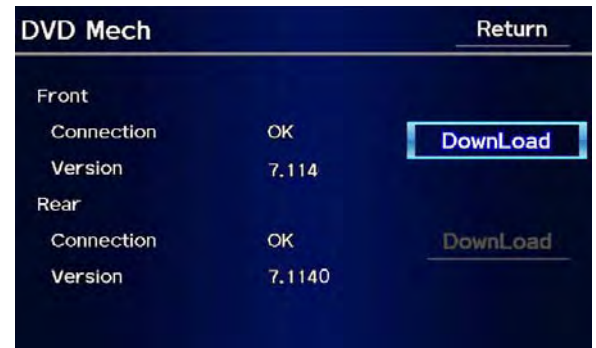 DVD Mech Return
Front
Connection OK DownLoad
Version 7.114
Rear
Connection OK DownLoad
Version 7.1140